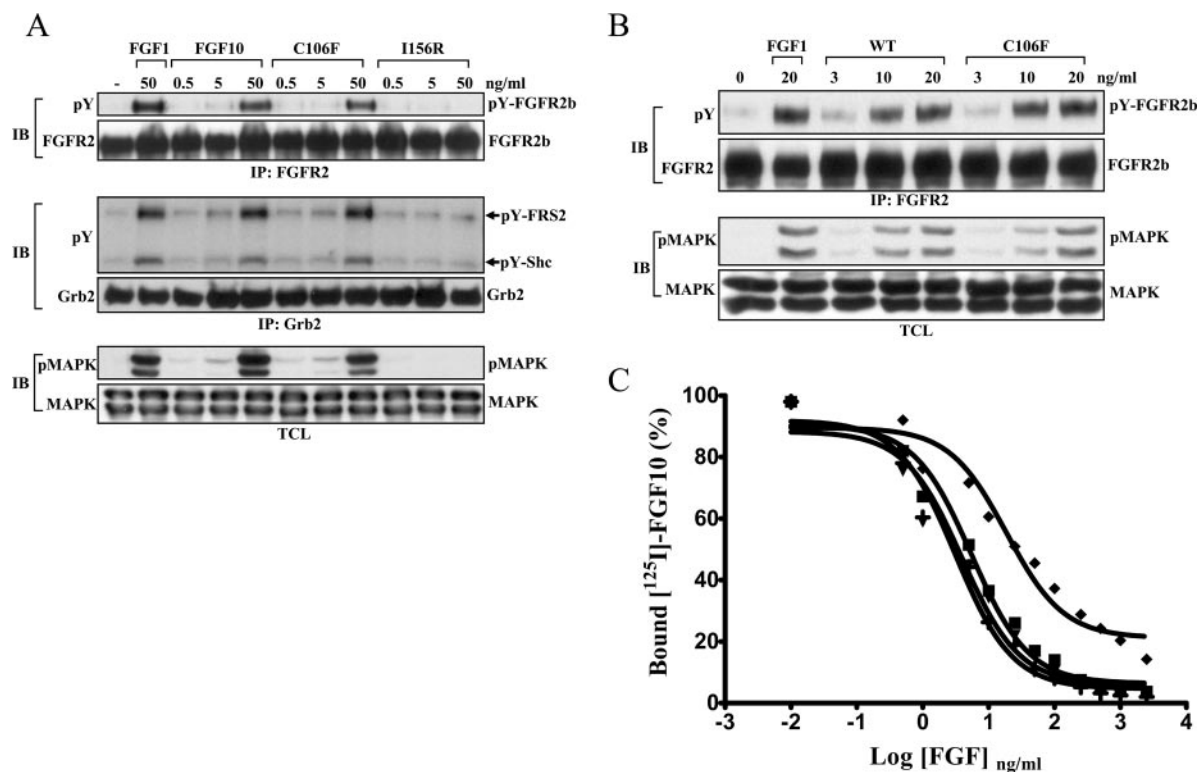 A
FGF1 FGF10 C106F I156R
- 50 0.5 5 50 0.5 5 50 0.5 5 50 ng/ml
pY pY-FGFR2b
IB
FGFR2 FGFR2b
IP: FGFR2
pY-FRS2
pY
IB
pY-Shc
Grb2 Grb2
IP: Grb2
pMAPK pMAPK
IB
MAPK MAPK
TCL
B
FGF1 WT C106F
0 20 3 10 20 3 10 20 ng/ml
pY pY-FGFR2b
IB
FGFR2 FGFR2b
IP: FGFR2
pMAPK
IB
MAPK MAPK
TCL
C
Bound [125I]-FGF10 (%)
100
80
60
40
20
0
-3 -2 -1 0 1 2 3 4
Log [FGF] ng/ml